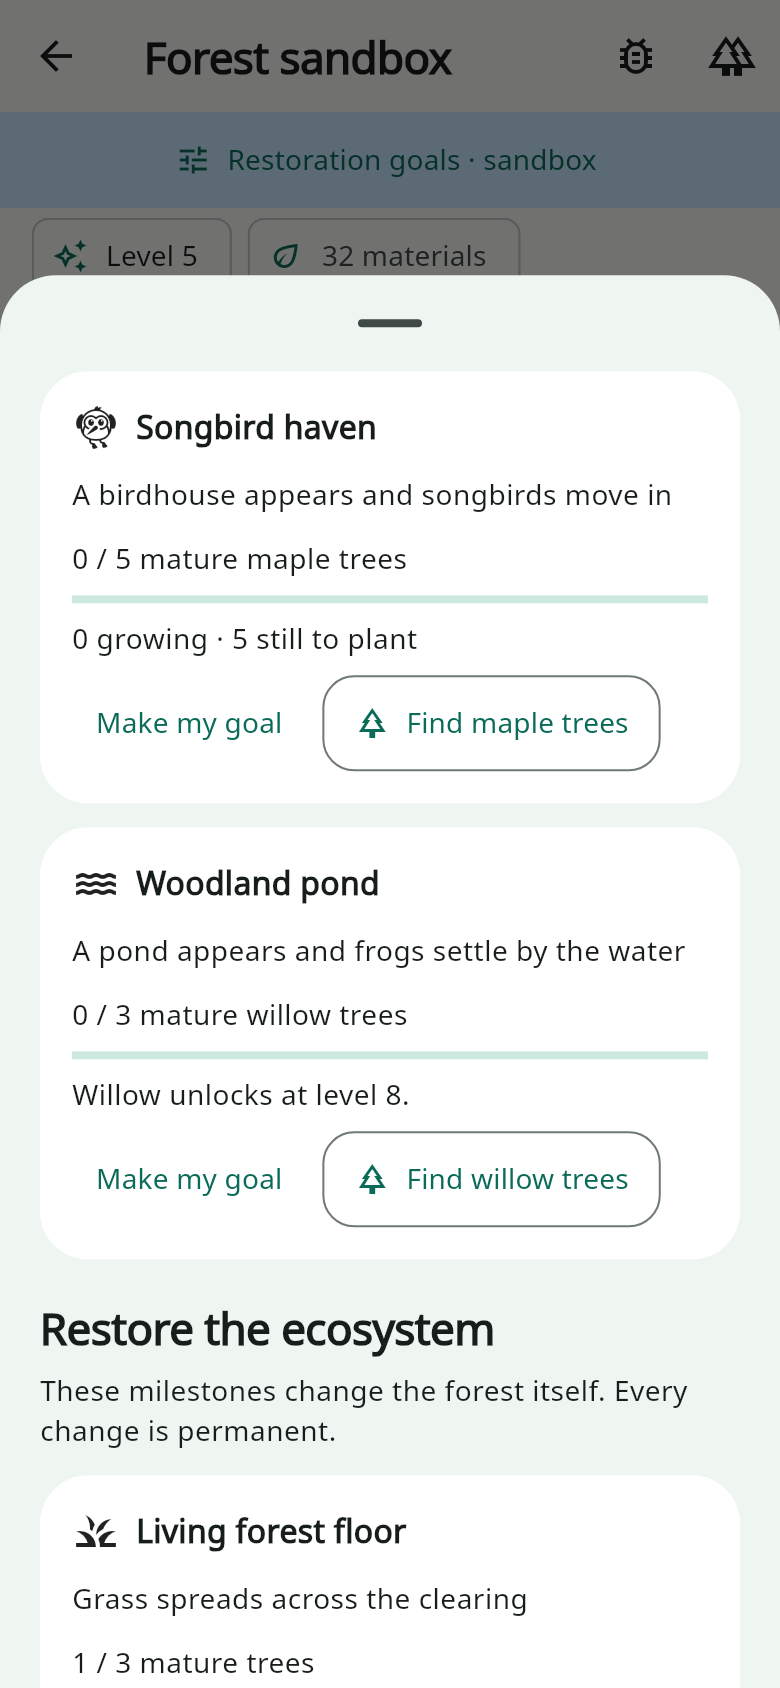 Forest sandbox
Restoration goals · sandbox
Level 5
32 materials
Songbird haven
A birdhouse appears and songbirds move in
0 / 5 mature maple trees
0 growing · 5 still to plant
Make my goal
Find maple trees
Woodland pond
A pond appears and frogs settle by the water
0 / 3 mature willow trees
Willow unlocks at level 8.
Make my goal
Find willow trees
Restore the ecosystem
These milestones change the forest itself. Every
change is permanent.
Living forest floor
Grass spreads across the clearing
1 / 3 mature trees